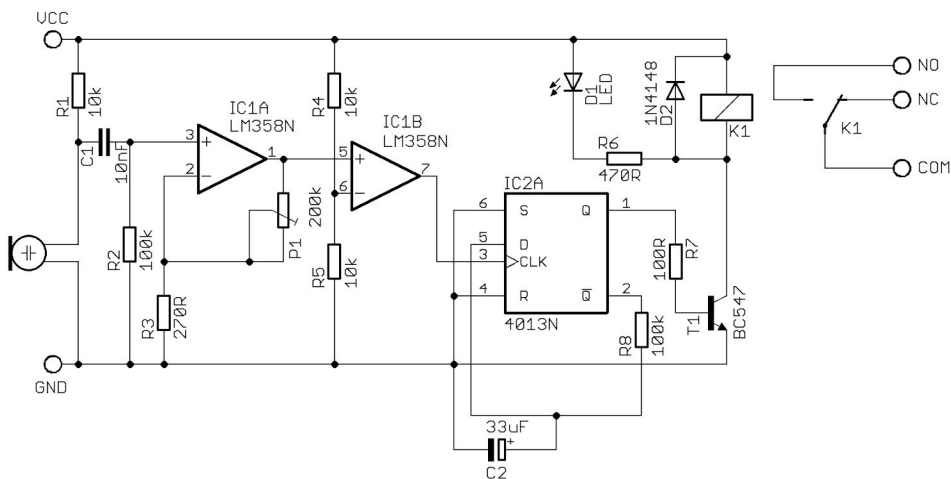 VCC
R1
10k
C1
10nF
R2
100k
R3
270R
GND
IC1A
LM358N
3
2
1
+
-
200k
P1
R4
10k
R5
10k
IC1B
LM358N
5
6
7
+
-
IC2A
6
5
3
4
S
D
CLK
R
Q
Q
1
2
4013N
33uF
+
C2
R8
100k
100R
R7
T1
BC547
D1
LED
R6
470R
1N4148
D2
K1
NO
NC
K1
COM